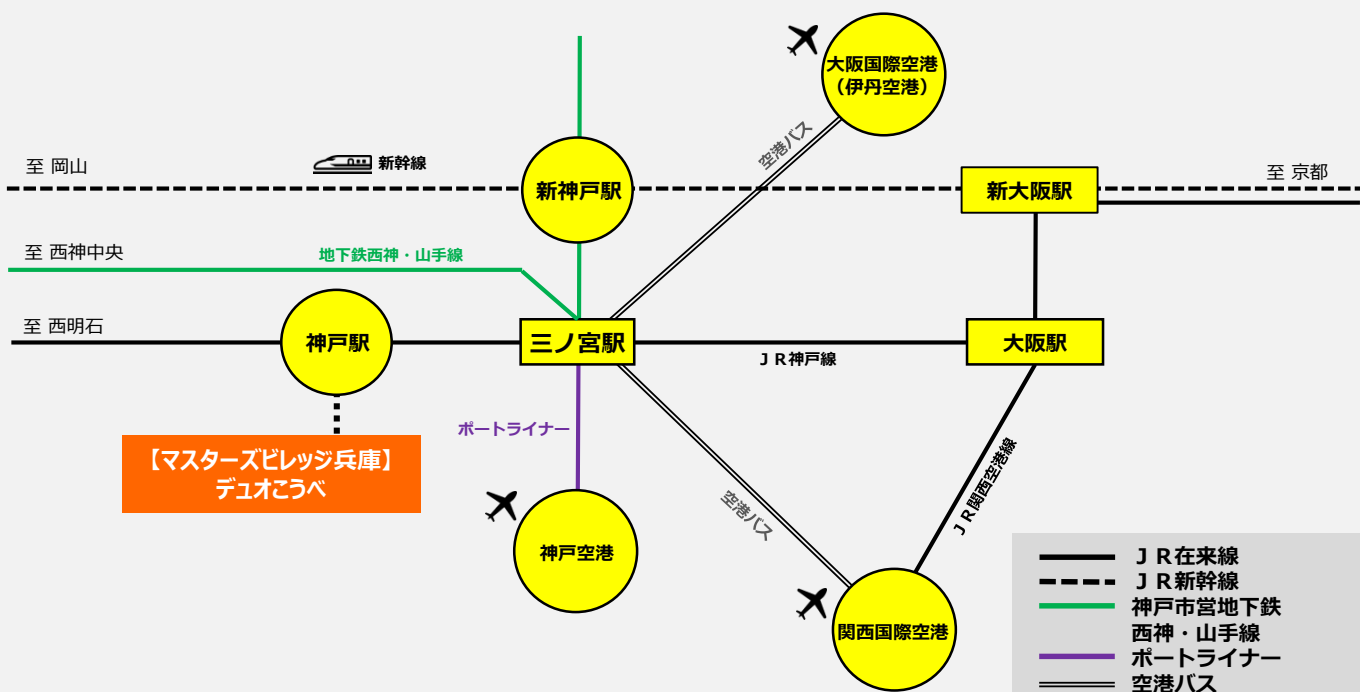 大阪国際空港
（伊丹空港）
空港バス
至 岡山
新幹線
新神戸駅
新大阪駅
至 京都
至 西神中央
地下鉄西神・山手線
至 西明石
神戸駅
三ノ宮駅
ＪＲ神戸線
大阪駅
ポートライナー
【マスターズビレッジ兵庫】
デュオこうべ
空港バス
ＪＲ関西空港線
神戸空港
関西国際空港
ＪＲ在来線
ＪＲ新幹線
神戸市営地下鉄
西神・山手線
ポートライナー
空港バス